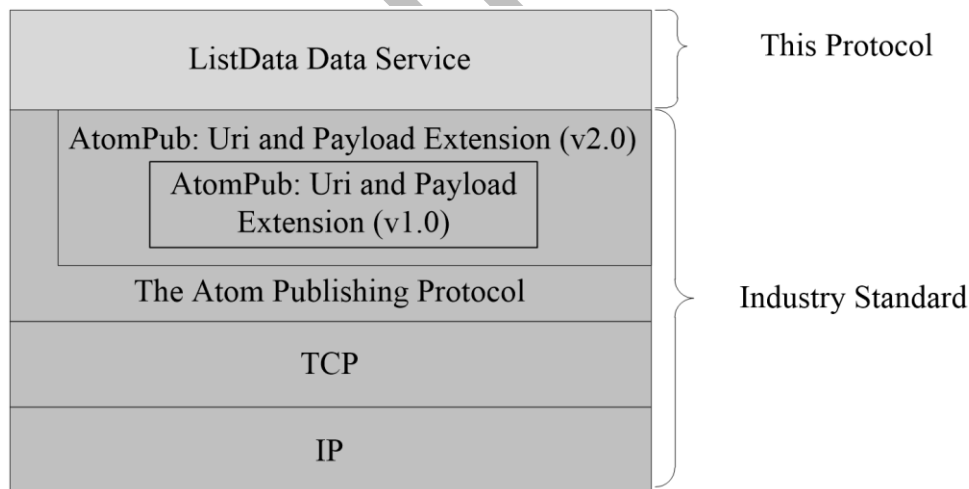 ListData Data Service
This Protocol
AtomPub: Uri and Payload Extension (v2.0)
AtomPub: Uri and Payload
Extension (v1.0)
The Atom Publishing Protocol
Industry Standard
TCP
IP